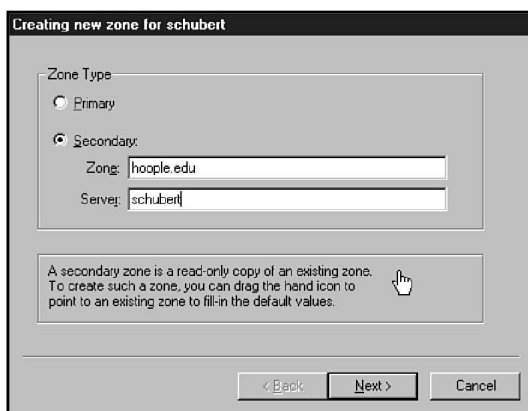 Creating new zone for schubert
Zone Type
Primary
Secondary:
Zone: hoople.edu
Server: schubert
A secondary zone is a read-only copy of an existing zone.
To create such a zone, you can drag the hand icon to
point to an existing zone to fill-in the default values.
< Back Next > Cancel